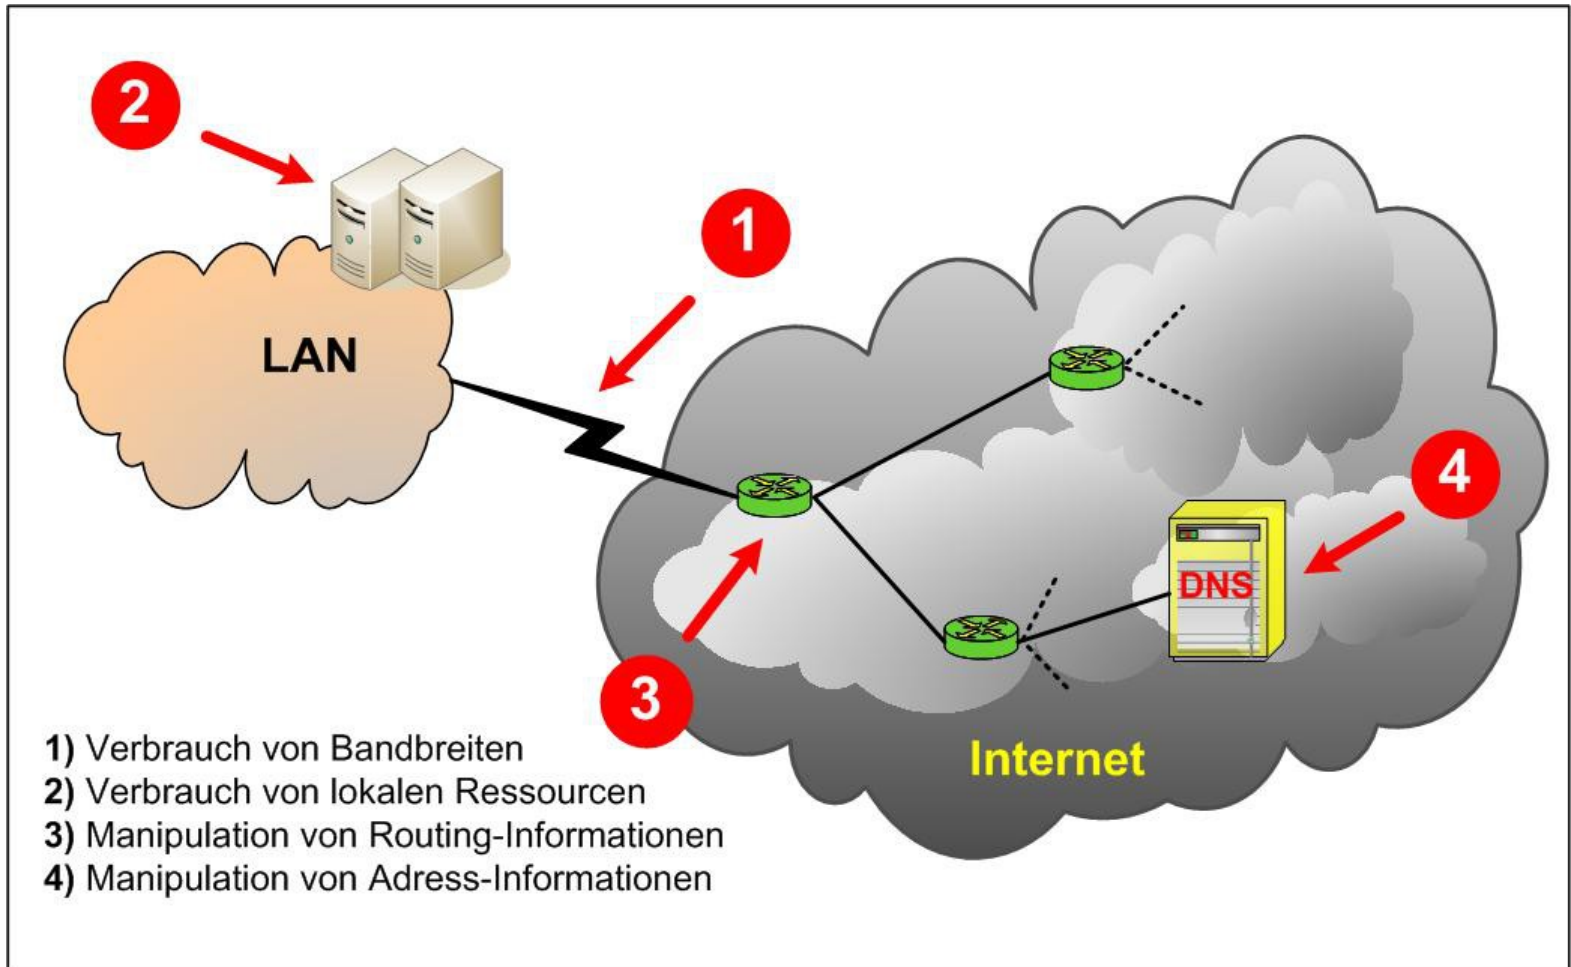 2
1
LAN
4
DNS
3
Internet
1) Verbrauch von Bandbreiten
2) Verbrauch von lokalen Ressourcen
3) Manipulation von Routing-Informationen
4) Manipulation von Adress-Informationen